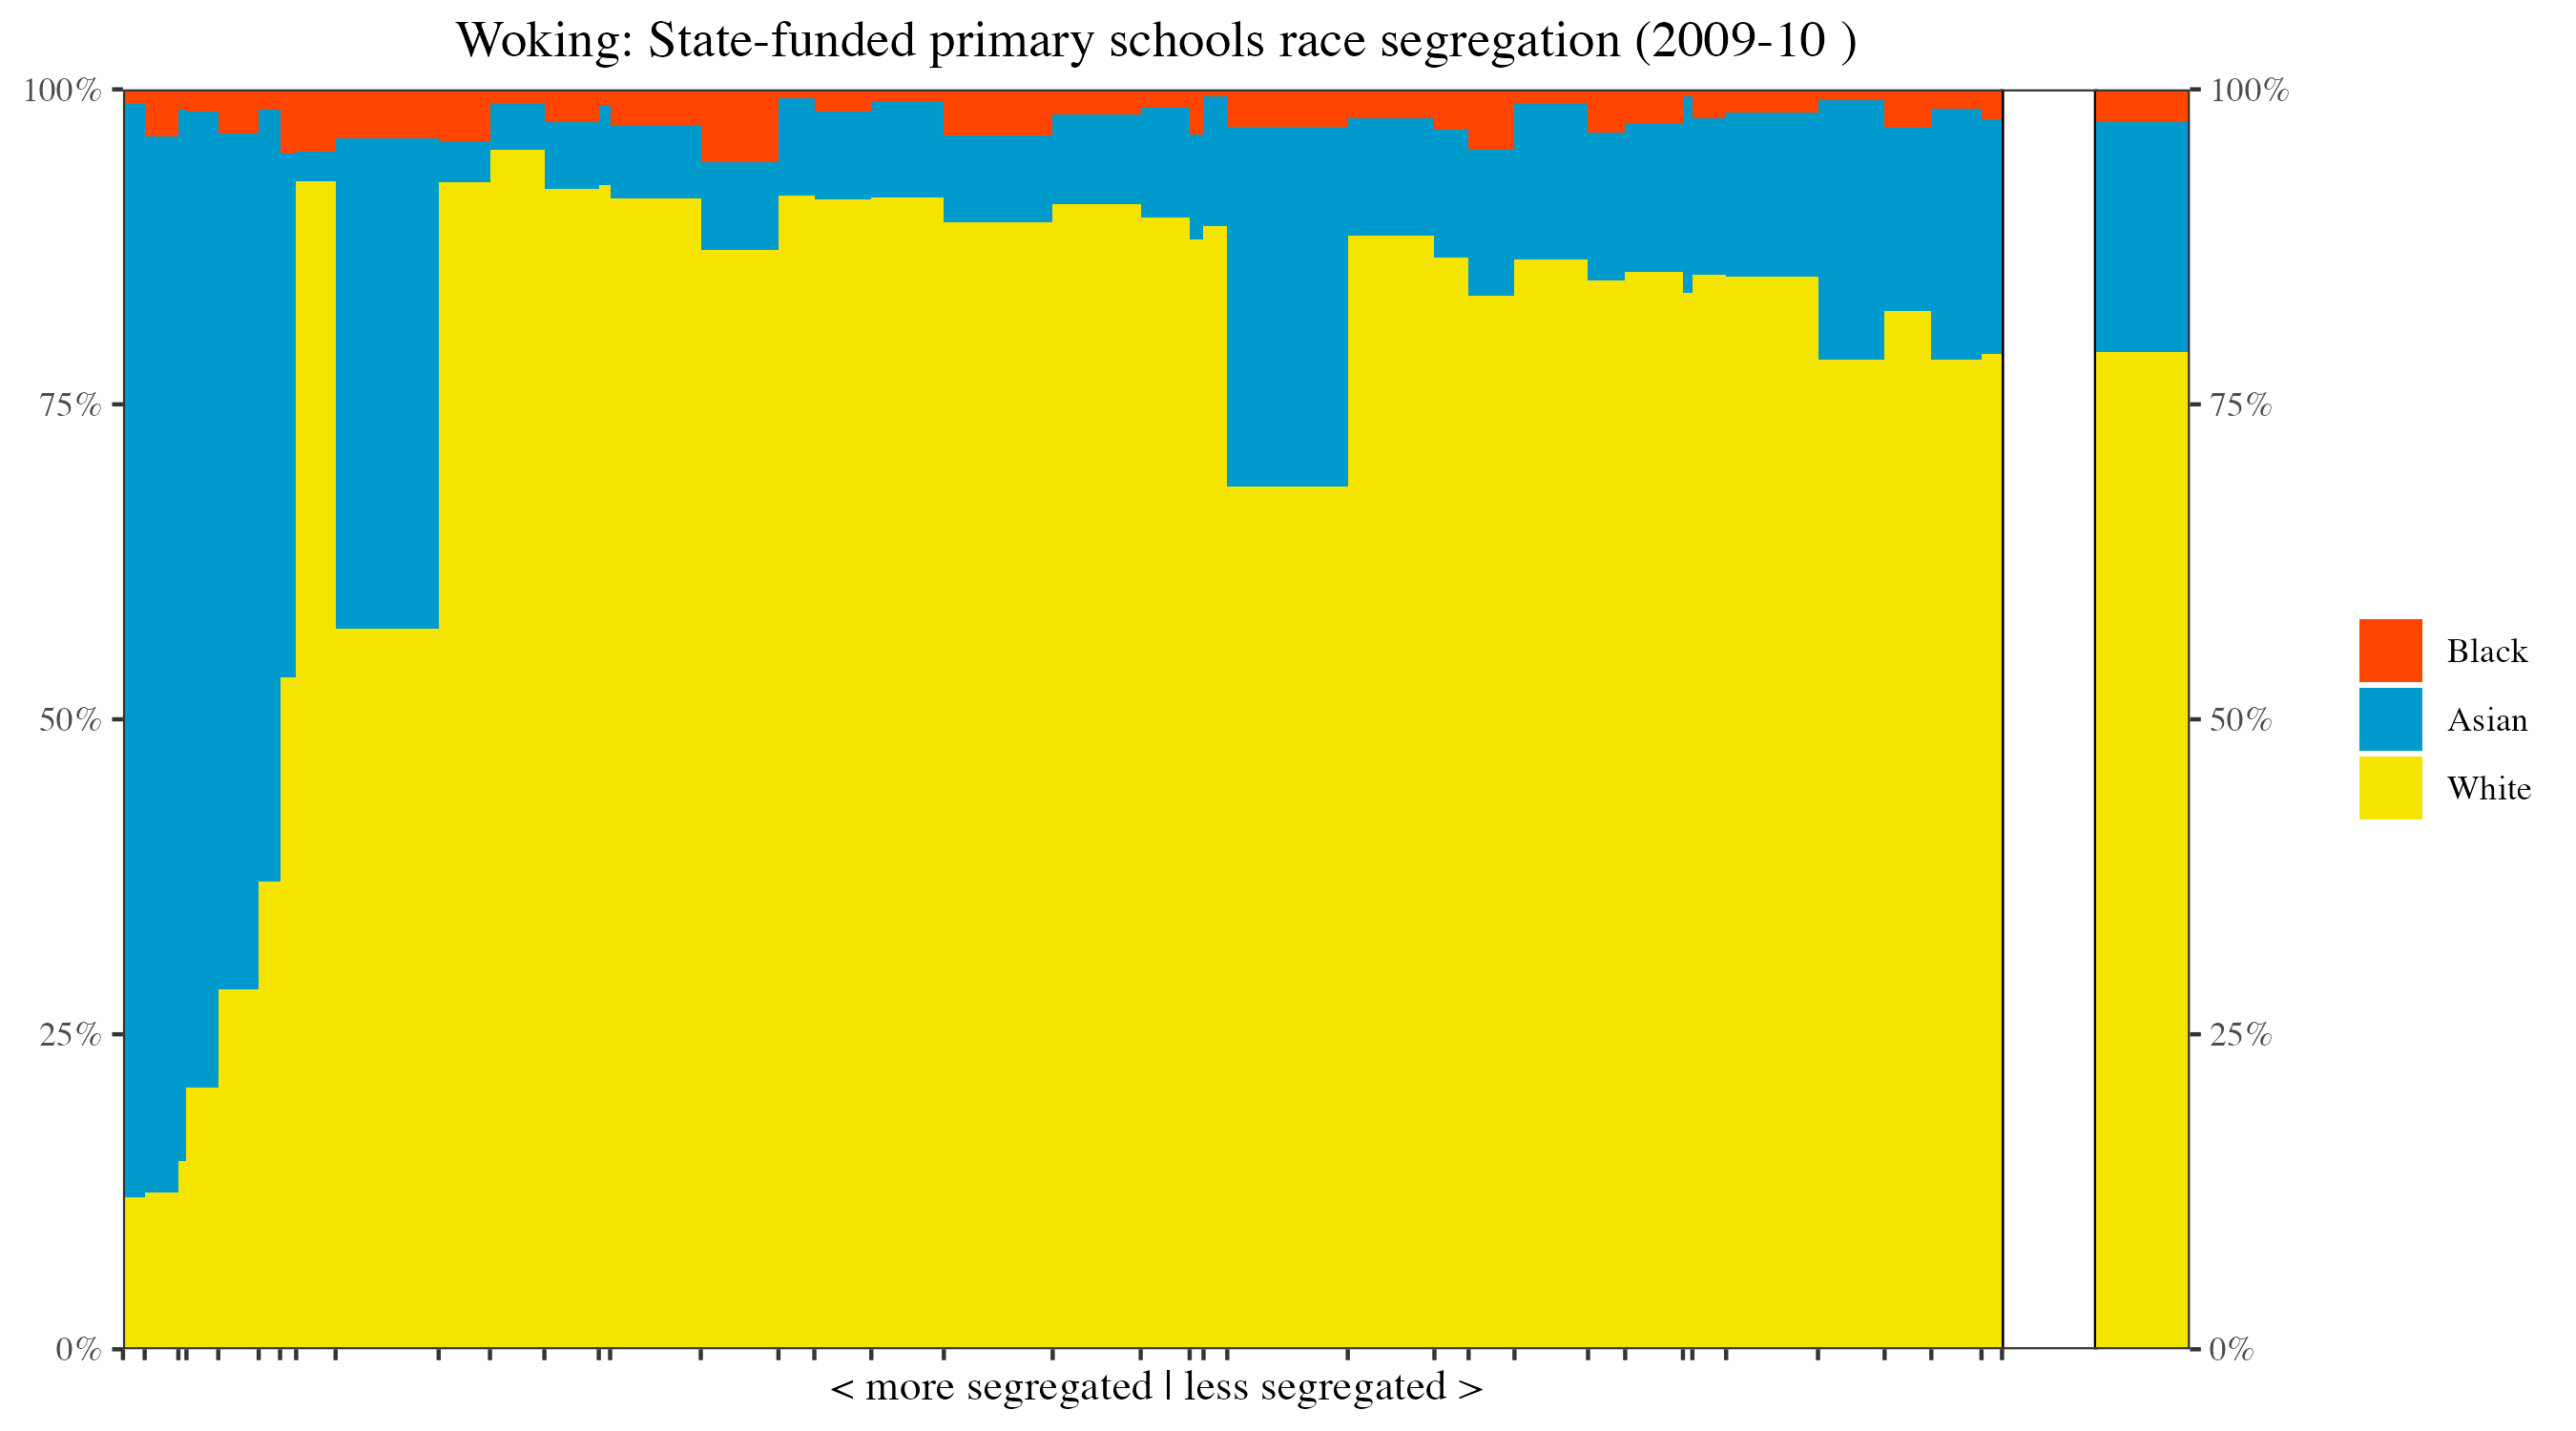 Woking: State-funded primary schools race segregation (2009-10 )
100%
75%
50%
25%
0%
100%
75%
50%
25%
0%
Black
Asian
White
< more segregated | less segregated >